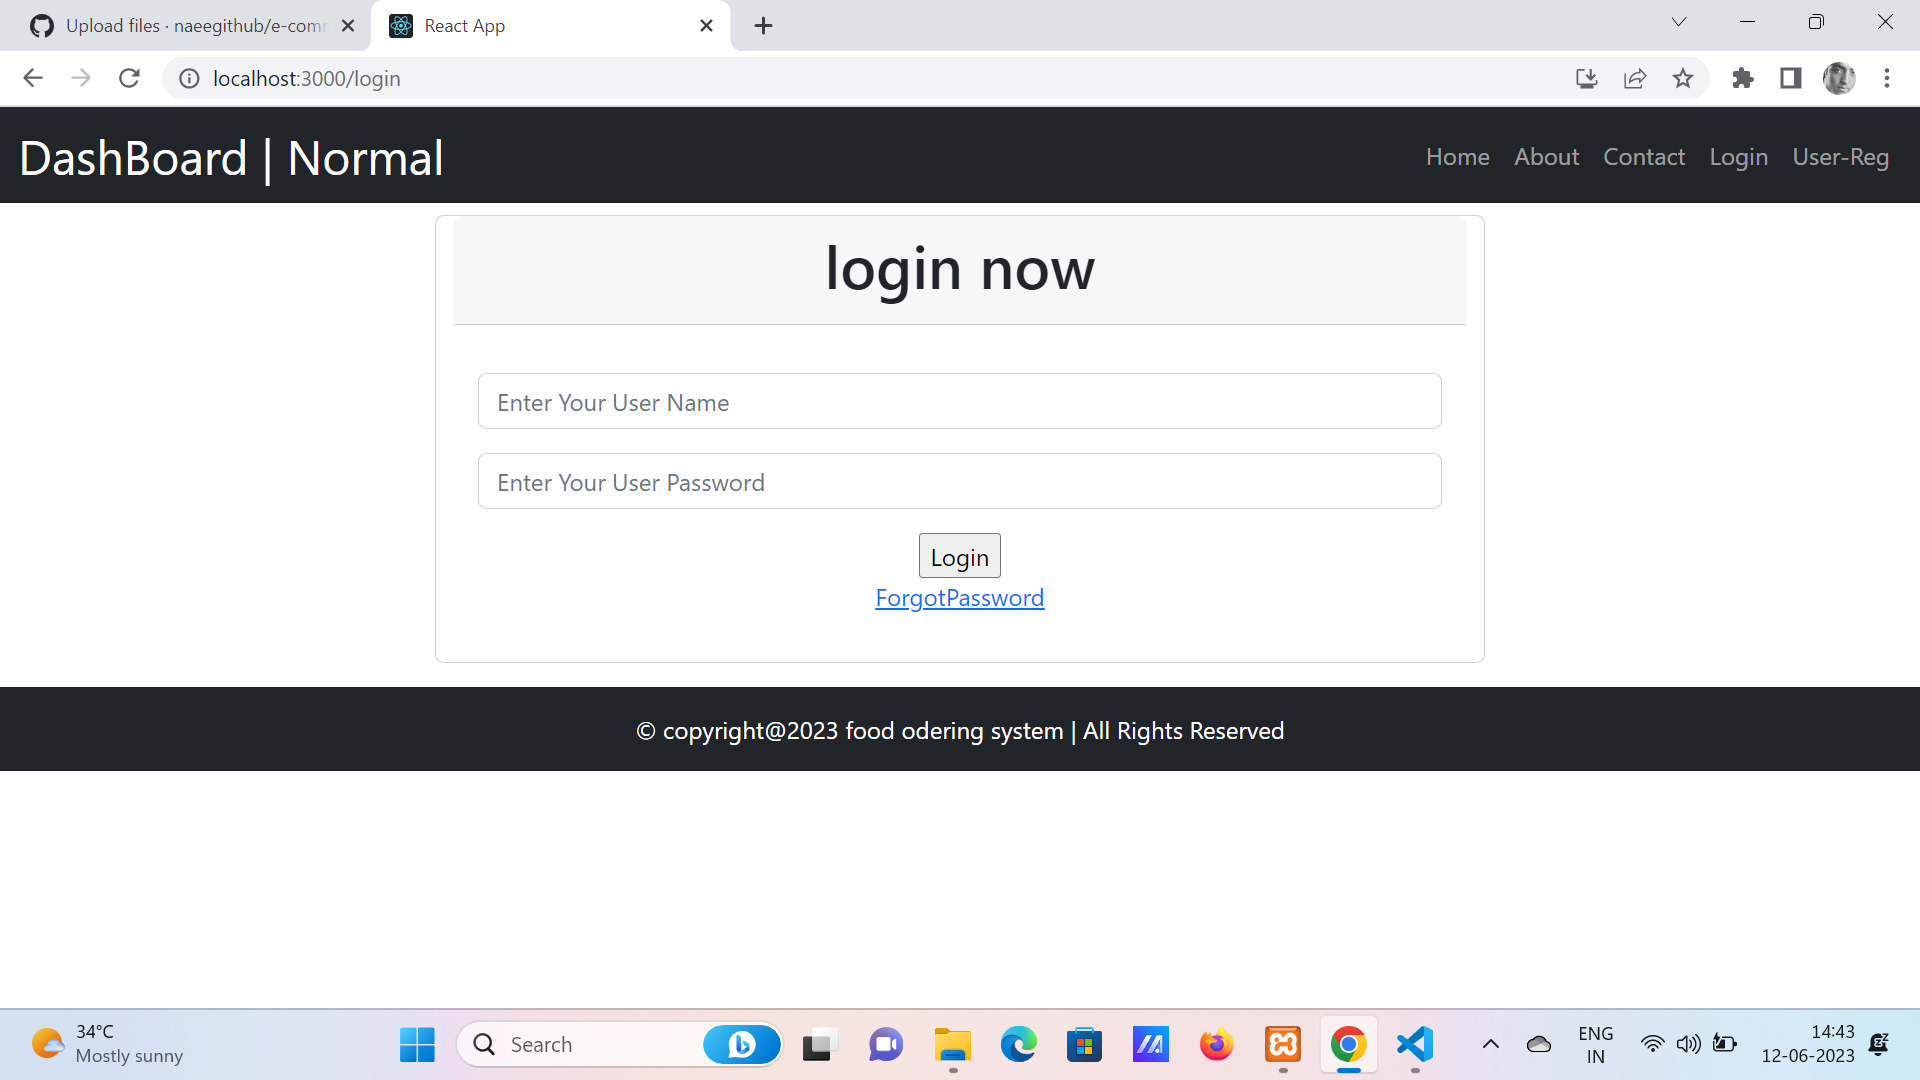 Upload files · naeegithub/e-comm
React App
localhost:3000/login
DashBoard | Normal
Home About Contact Login User-Reg
login now
Enter Your User Name
Enter Your User Password
Login
ForgotPassword
© copyright@2023 food odering system | All Rights Reserved
34°C
Mostly sunny
Search
ENG
IN
14:43
12-06-2023